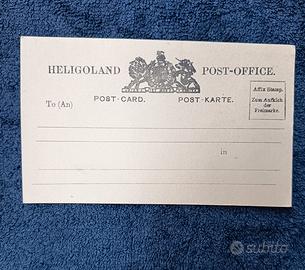 HELIGOLAND POST-OFFICE.
POST-CARD. POST-KARTE.
Affix Stamp.
Zum Aufkleb
der
Freimarke.
To (An)
in
subito